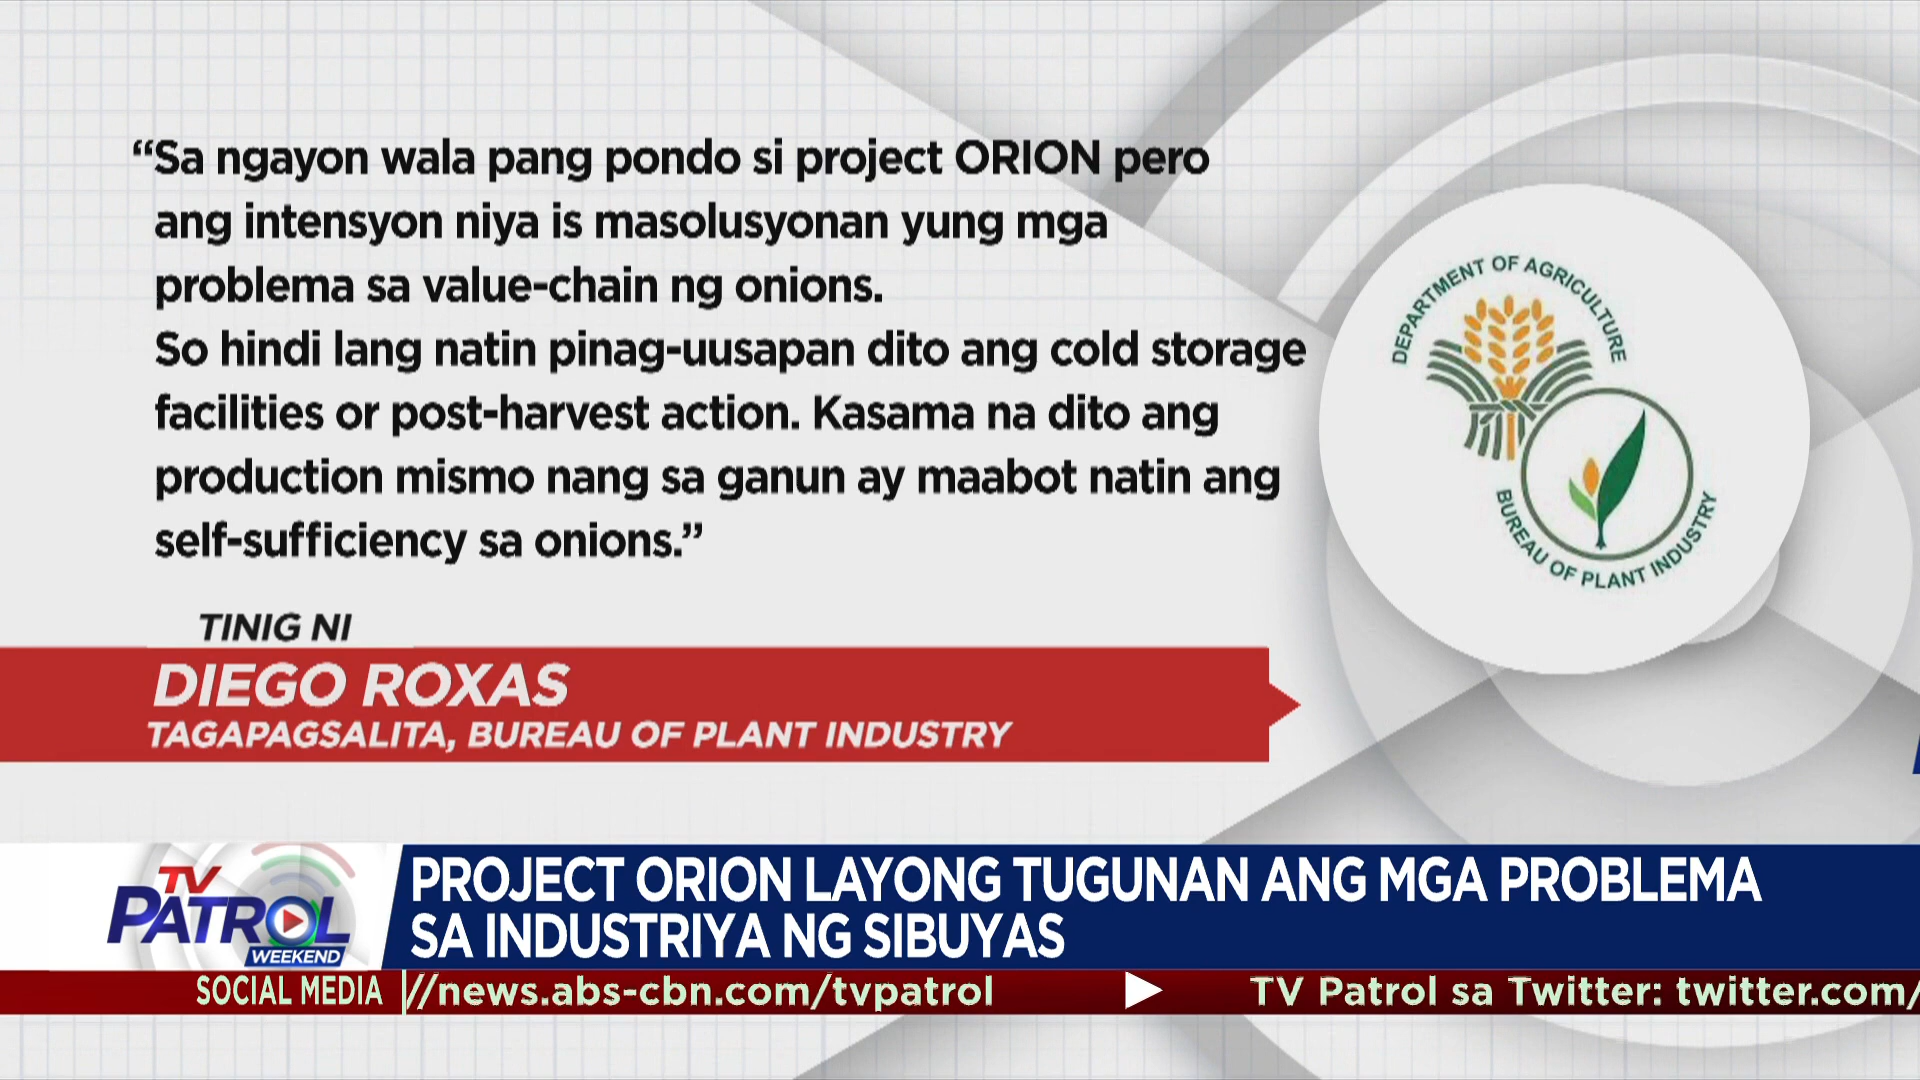 “Sa ngayon wala pang pondo si project ORION pero
ang intensyon niya is masolusyonan yung mga
problema sa value-chain ng onions.
So hindi lang natin pinag-uusapan dito ang cold storage
facilities or post-harvest action. Kasama na dito ang
production mismo nang sa ganun ay maabot natin ang
self-sufficiency sa onions.”
DEPARTMENT OF AGRICULTURE
BUREAU OF PLANT INDUSTRY
TINIG NI
DIEGO ROXAS
TAGAPAGSALITA, BUREAU OF PLANT INDUSTRY
TV
PATROL
WEEKEND
PROJECT ORION LAYONG TUGUNAN ANG MGA PROBLEMA
SA INDUSTRIYA NG SIBUYAS
SOCIAL MEDIA //news.abs-cbn.com/tvpatrol TV Patrol sa Twitter: twitter.com/